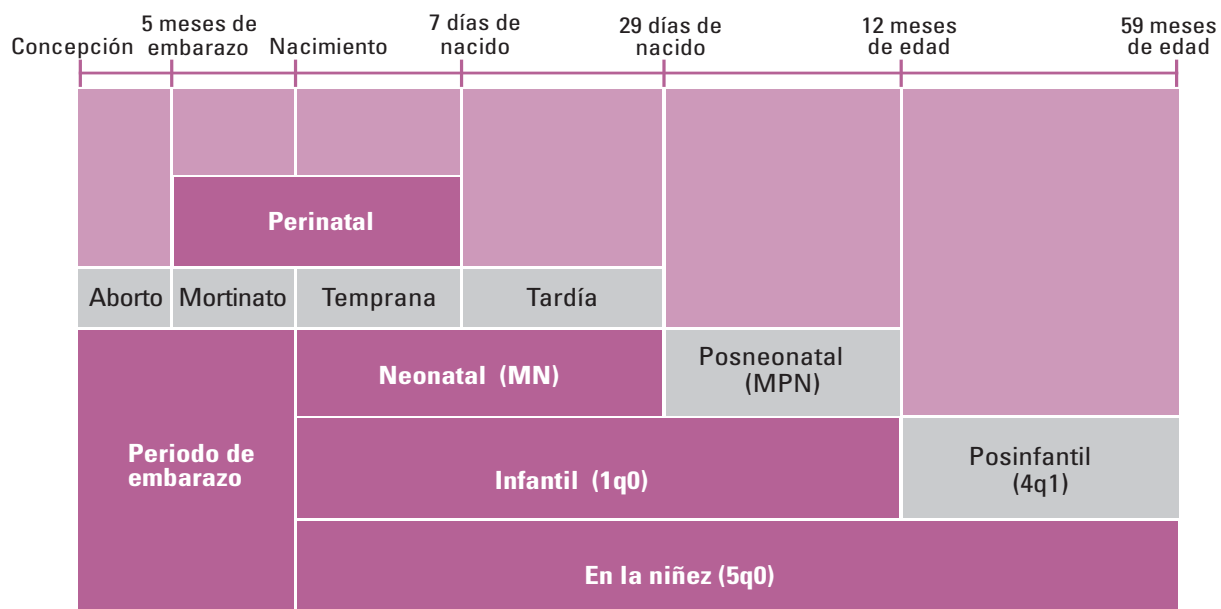 Concepción
5 meses de
embarazo
Nacimiento
7 días de
nacido
29 días de
nacido
12 meses
de edad
59 meses
de edad
Perinatal
Aborto
Mortinato
Temprana
Tardía
Neonatal (MN)
Posneonatal
(MPN)
Periodo de
embarazo
Infantil (1q0)
Posinfantil
(4q1)
En la niñez (5q0)